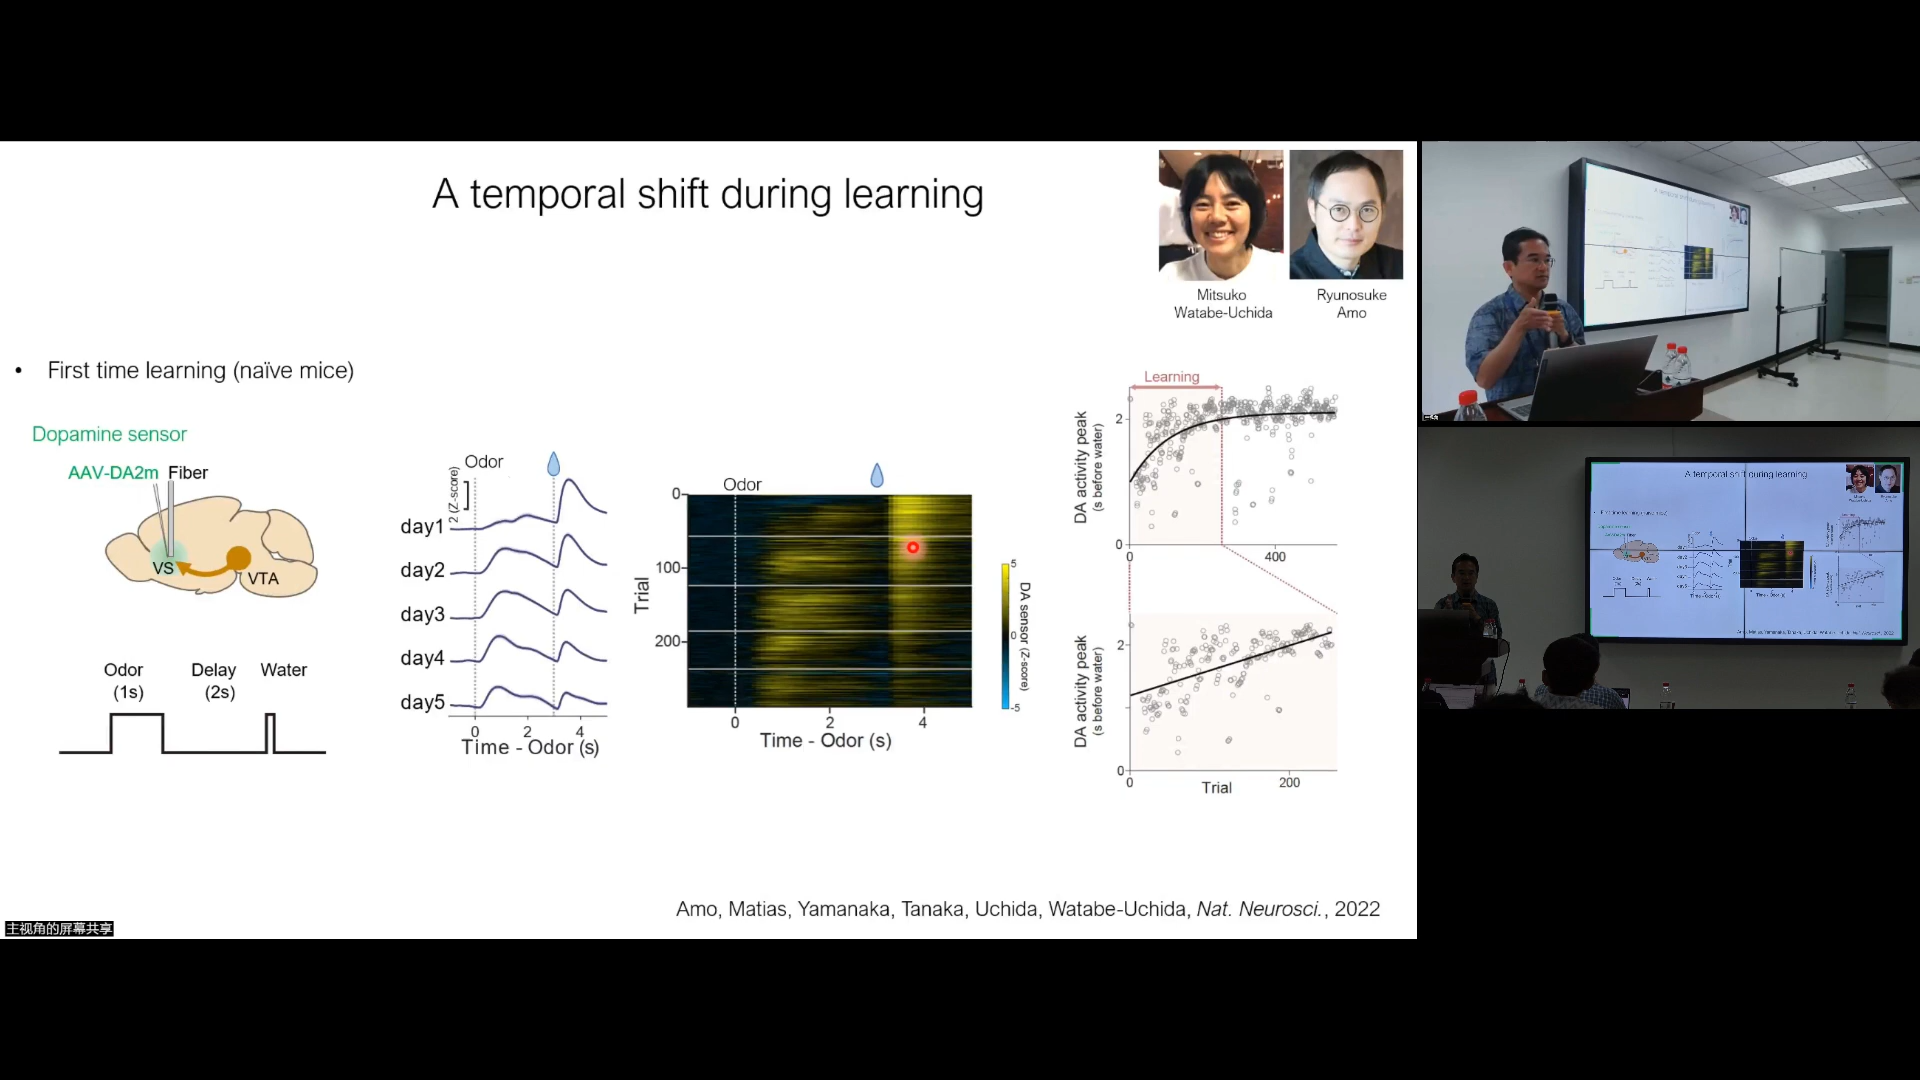 A temporal shift during learning
Mitsuko
Watabe-Uchida
Ryunosuke
Amo
• First time learning (naïve mice)
Dopamine sensor
AAV-DA2m Fiber
VS
VTA
Odor
(1s)
Delay
(2s)
Water
2 (Z-score)
Odor
day1
day2
day3
day4
day5
0 2 4
Time - Odor (s)
Odor
0
100
200
Trial
0 2 4
Time - Odor (s)
5
0
-5
DA sensor (Z-score)
Learning
DA activity peak
(s before water)
2
0
0 400
DA activity peak
(s before water)
2
0
0 200
Trial
Amo, Matias, Yamanaka, Tanaka, Uchida, Watabe-Uchida, Nat. Neurosci., 2022
主视角的屏幕共享
A temporal shift during learning